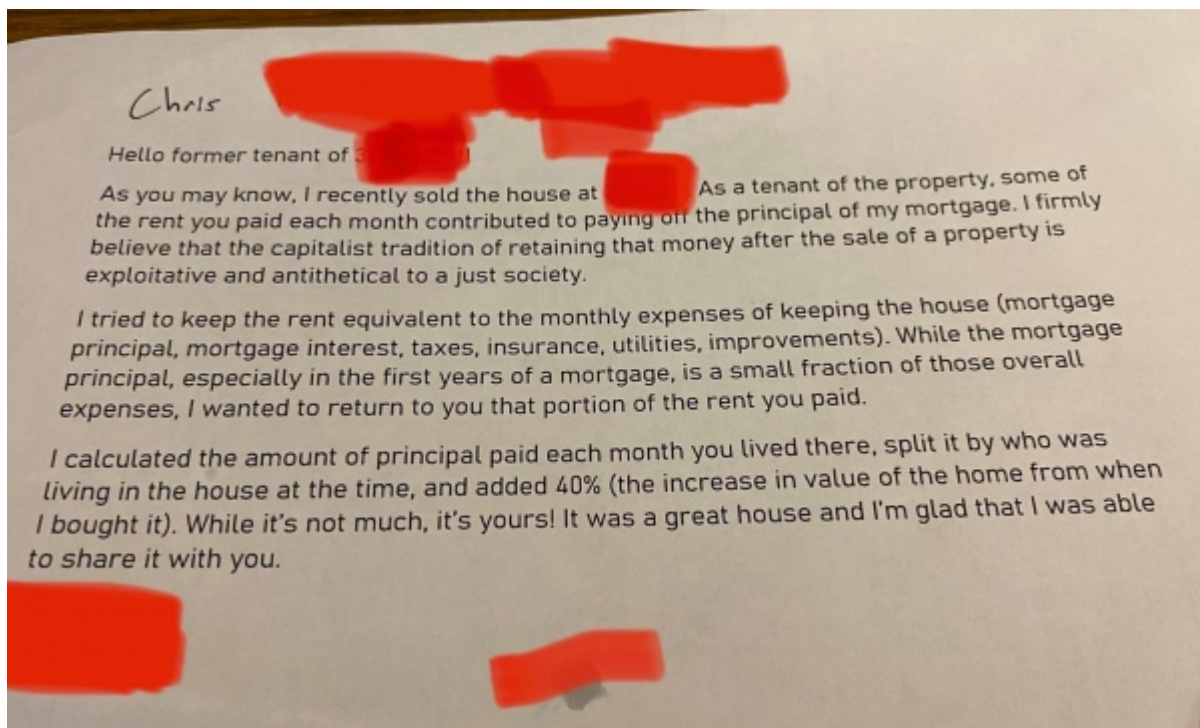 Chris
Hello former tenant of 3
As you may know, I recently sold the house at As a tenant of the property, some of
the rent you paid each month contributed to paying off the principal of my mortgage. I firmly
believe that the capitalist tradition of retaining that money after the sale of a property is
exploitative and antithetical to a just society.
I tried to keep the rent equivalent to the monthly expenses of keeping the house (mortgage
principal, mortgage interest, taxes, insurance, utilities, improvements). While the mortgage
principal, especially in the first years of a mortgage, is a small fraction of those overall
expenses, I wanted to return to you that portion of the rent you paid.
I calculated the amount of principal paid each month you lived there, split it by who was
living in the house at the time, and added 40% (the increase in value of the home from when
I bought it). While it's not much, it's yours! It was a great house and I'm glad that I was able
to share it with you.